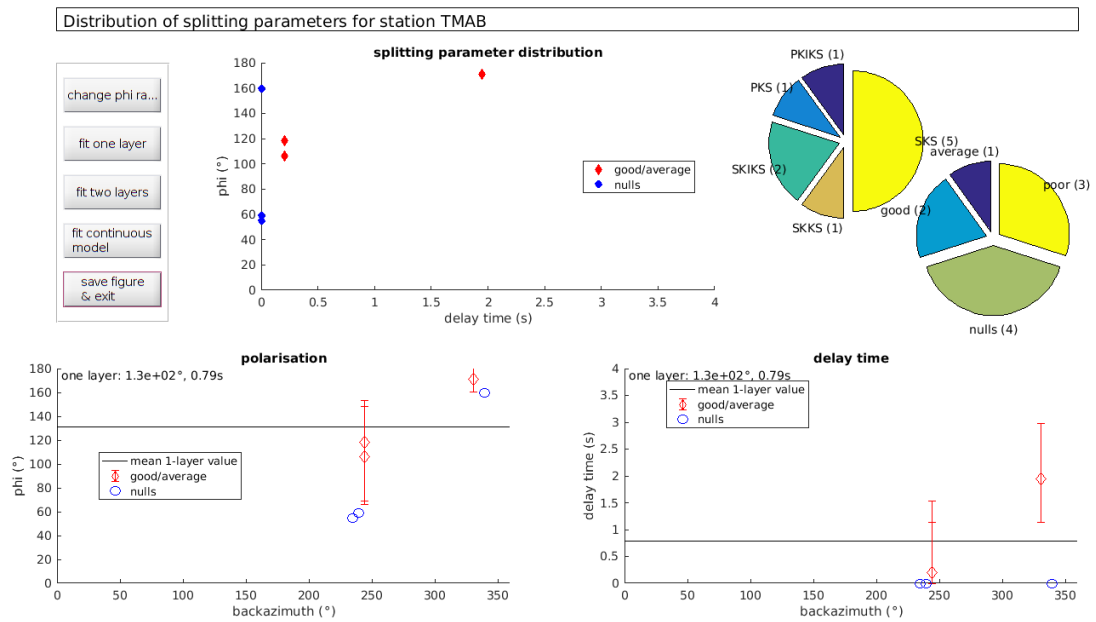 Distribution of splitting parameters for station TMAB
change phi ra...
fit one layer
fit two layers
fit continuous
model
save figure
& exit
splitting parameter distribution
phi (°)
180
160
140
120
100
80
60
40
20
0
0
0.5
1
1.5
2
2.5
3
3.5
4
delay time (s)
good/average
nulls
PKIKS (1)
PKS (1)
SKIKS (2)
SKKS (1)
SKS (5)
average (1)
good (2)
poor (3)
nulls (4)
polarisation
one layer: 1.3e+02°, 0.79s
phi (°)
180
160
140
120
100
80
60
40
20
0
mean 1-layer value
good/average
nulls
0
50
100
150
200
250
300
350
backazimuth (°)
delay time
one layer: 1.3e+02°, 0.79s
delay time (s)
4
3.5
3
2.5
2
1.5
1
0.5
0
mean 1-layer value
good/average
nulls
0
50
100
150
200
250
300
350
backazimuth (°)